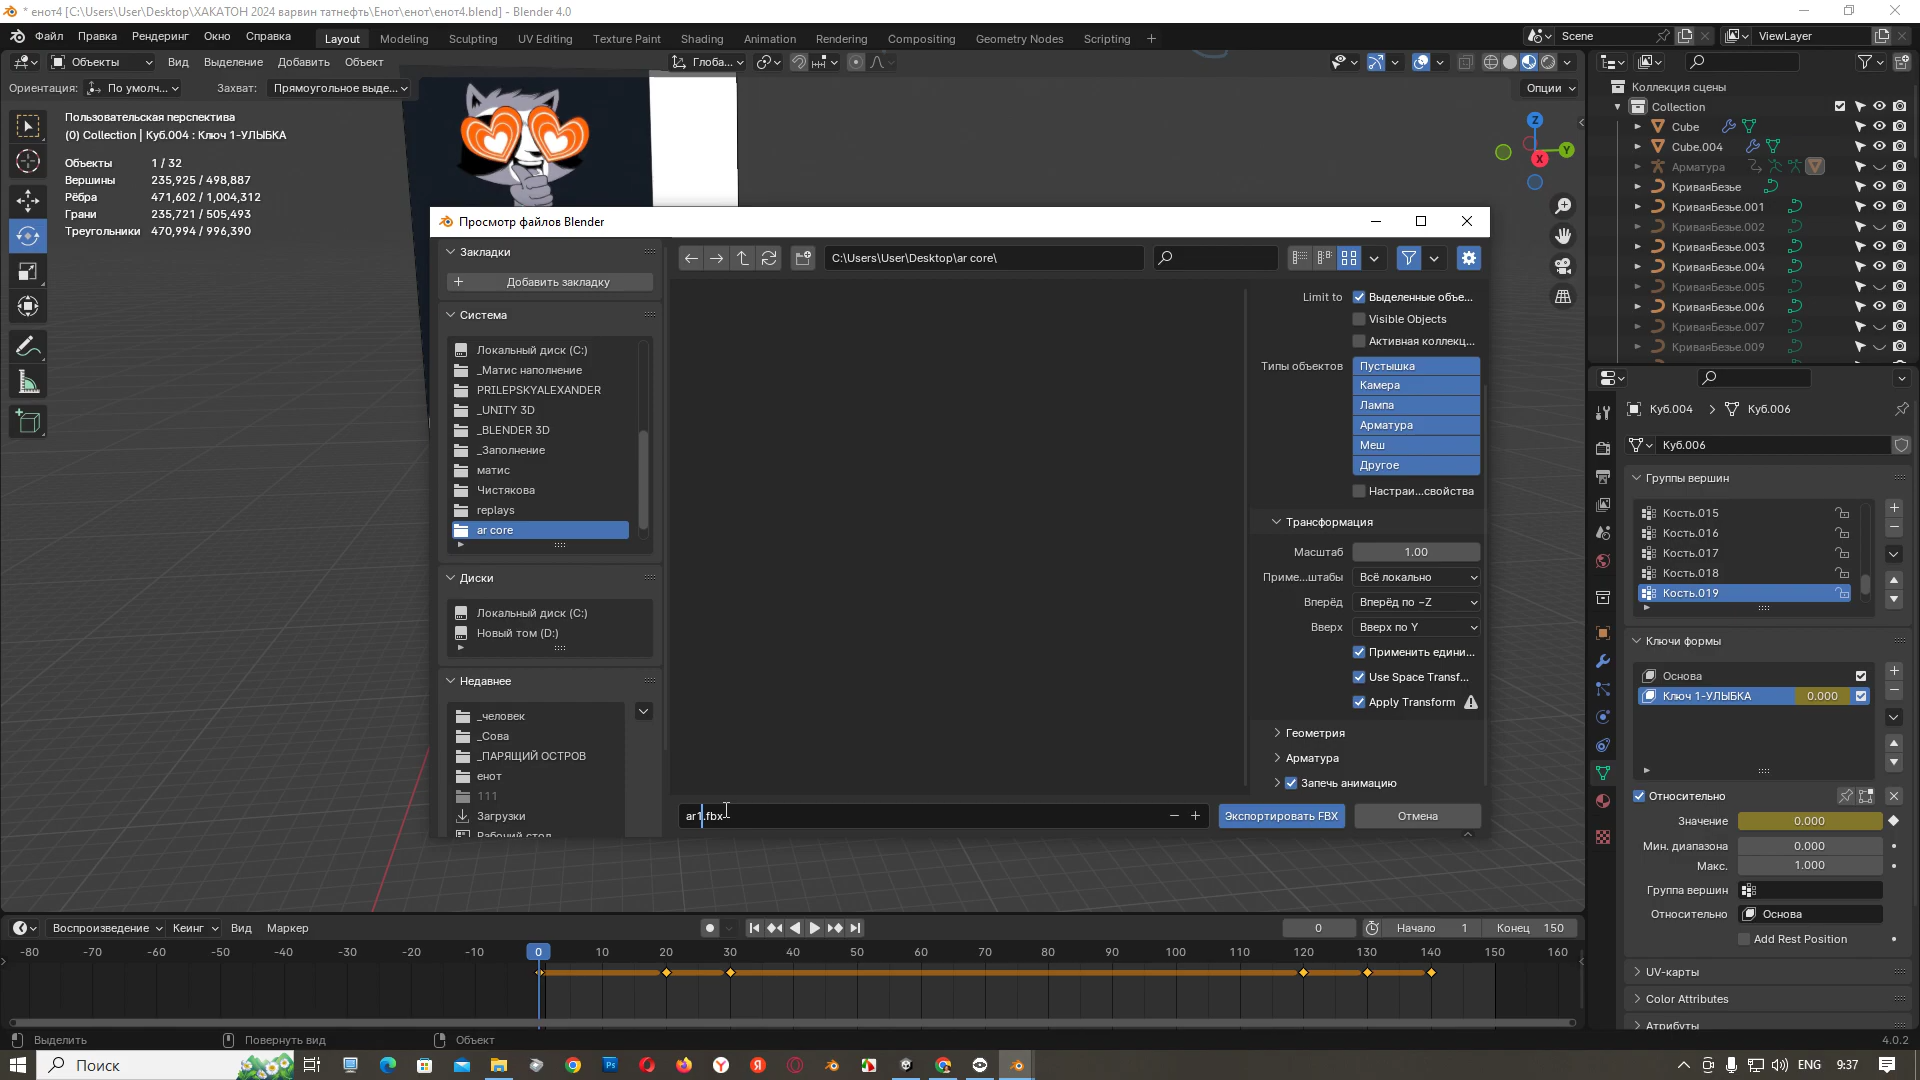 * енот4 [C:\Users\User\Desktop\ХАКАТОН 2024 варвин татнефть\Енот\енот\енот4.blend] - Blender 4.0
Файл Правка Рендеринг Окно Справка Layout Modeling Sculpting UV Editing Texture Paint Shading Animation Rendering Compositing Geometry Nodes Scripting + Scene ViewLayer
Объекты Вид Выделение Добавить Объект Глоба...
Ориентация: По умолч... Захват: Прямоугольное выде... Опции
Пользовательская перспектива
(0) Collection | Куб.004 : Ключ 1-УЛЫБКА
Объекты 1 / 32
Вершины 235,925 / 498,887
Рёбра 471,602 / 1,004,312
Грани 235,721 / 505,493
Треугольники 470,994 / 996,390
Z
Y
X
Просмотр файлов Blender
Закладки
Добавить закладку
Система
Локальный диск (C:)
_Матис наполнение
PRILEPSKYALEXANDER
_UNITY 3D
_BLENDER 3D
_Заполнение
матис
Чистякова
replays
ar core
Диски
Локальный диск (C:)
Новый том (D:)
Недавнее
_человек
_Сова
_ПАРЯЩИЙ ОСТРОВ
енот
111
Загрузки
Рабочий стол
C:\Users\User\Desktop\ar core\
Limit to Выделенные объе...
Visible Objects
Активная коллекц...
Типы объектов Пустышка
Камера
Лампа
Арматура
Меш
Другое
Настраи...свойства
Трансформация
Масштаб 1.00
Приме...штабы Всё локально
Вперёд Вперёд по −Z
Вверх Вверх по Y
Применить едини...
Use Space Transf...
Apply Transform
Геометрия
Арматура
Запечь анимацию
ar1.fbx Экспортировать FBX Отмена
Коллекция сцены
Collection
Cube
Cube.004
Арматура
КриваяБезье
КриваяБезье.001
КриваяБезье.002
КриваяБезье.003
КриваяБезье.004
КриваяБезье.005
КриваяБезье.006
КриваяБезье.007
КриваяБезье.009
Куб.004 Куб.006
Куб.006
Группы вершин
Кость.015
Кость.016
Кость.017
Кость.018
Кость.019
Ключи формы
Основа
Ключ 1-УЛЫБКА 0.000
Относительно
Значение 0.000
Мин. диапазона 0.000
Макс. 1.000
Группа вершин
Относительно Основа
Add Rest Position
UV-карты
Color Attributes
Атрибуты
Воспроизведение Кеинг Вид Маркер 0 Начало 1 Конец 150
-80 -70 -60 -50 -40 -30 -20 -10 0 10 20 30 40 50 60 70 80 90 100 110 120 130 140 150 160
Выделить Повернуть вид Объект 4.0.2
Поиск ENG 9:37